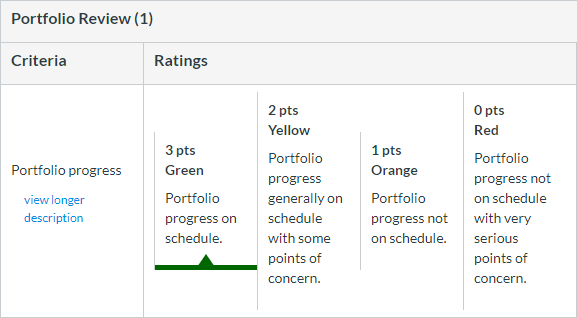 Portfolio Review (1)
Criteria
Ratings
Portfolio progress
view longer
description
3 pts
Green
Portfolio
progress on
schedule.
2 pts
Yellow
Portfolio
progress
generally on
schedule
with some
points of
concern.
1 pts
Orange
Portfolio
progress not
on schedule.
0 pts
Red
Portfolio
progress not
on schedule
with very
serious
points of
concern.